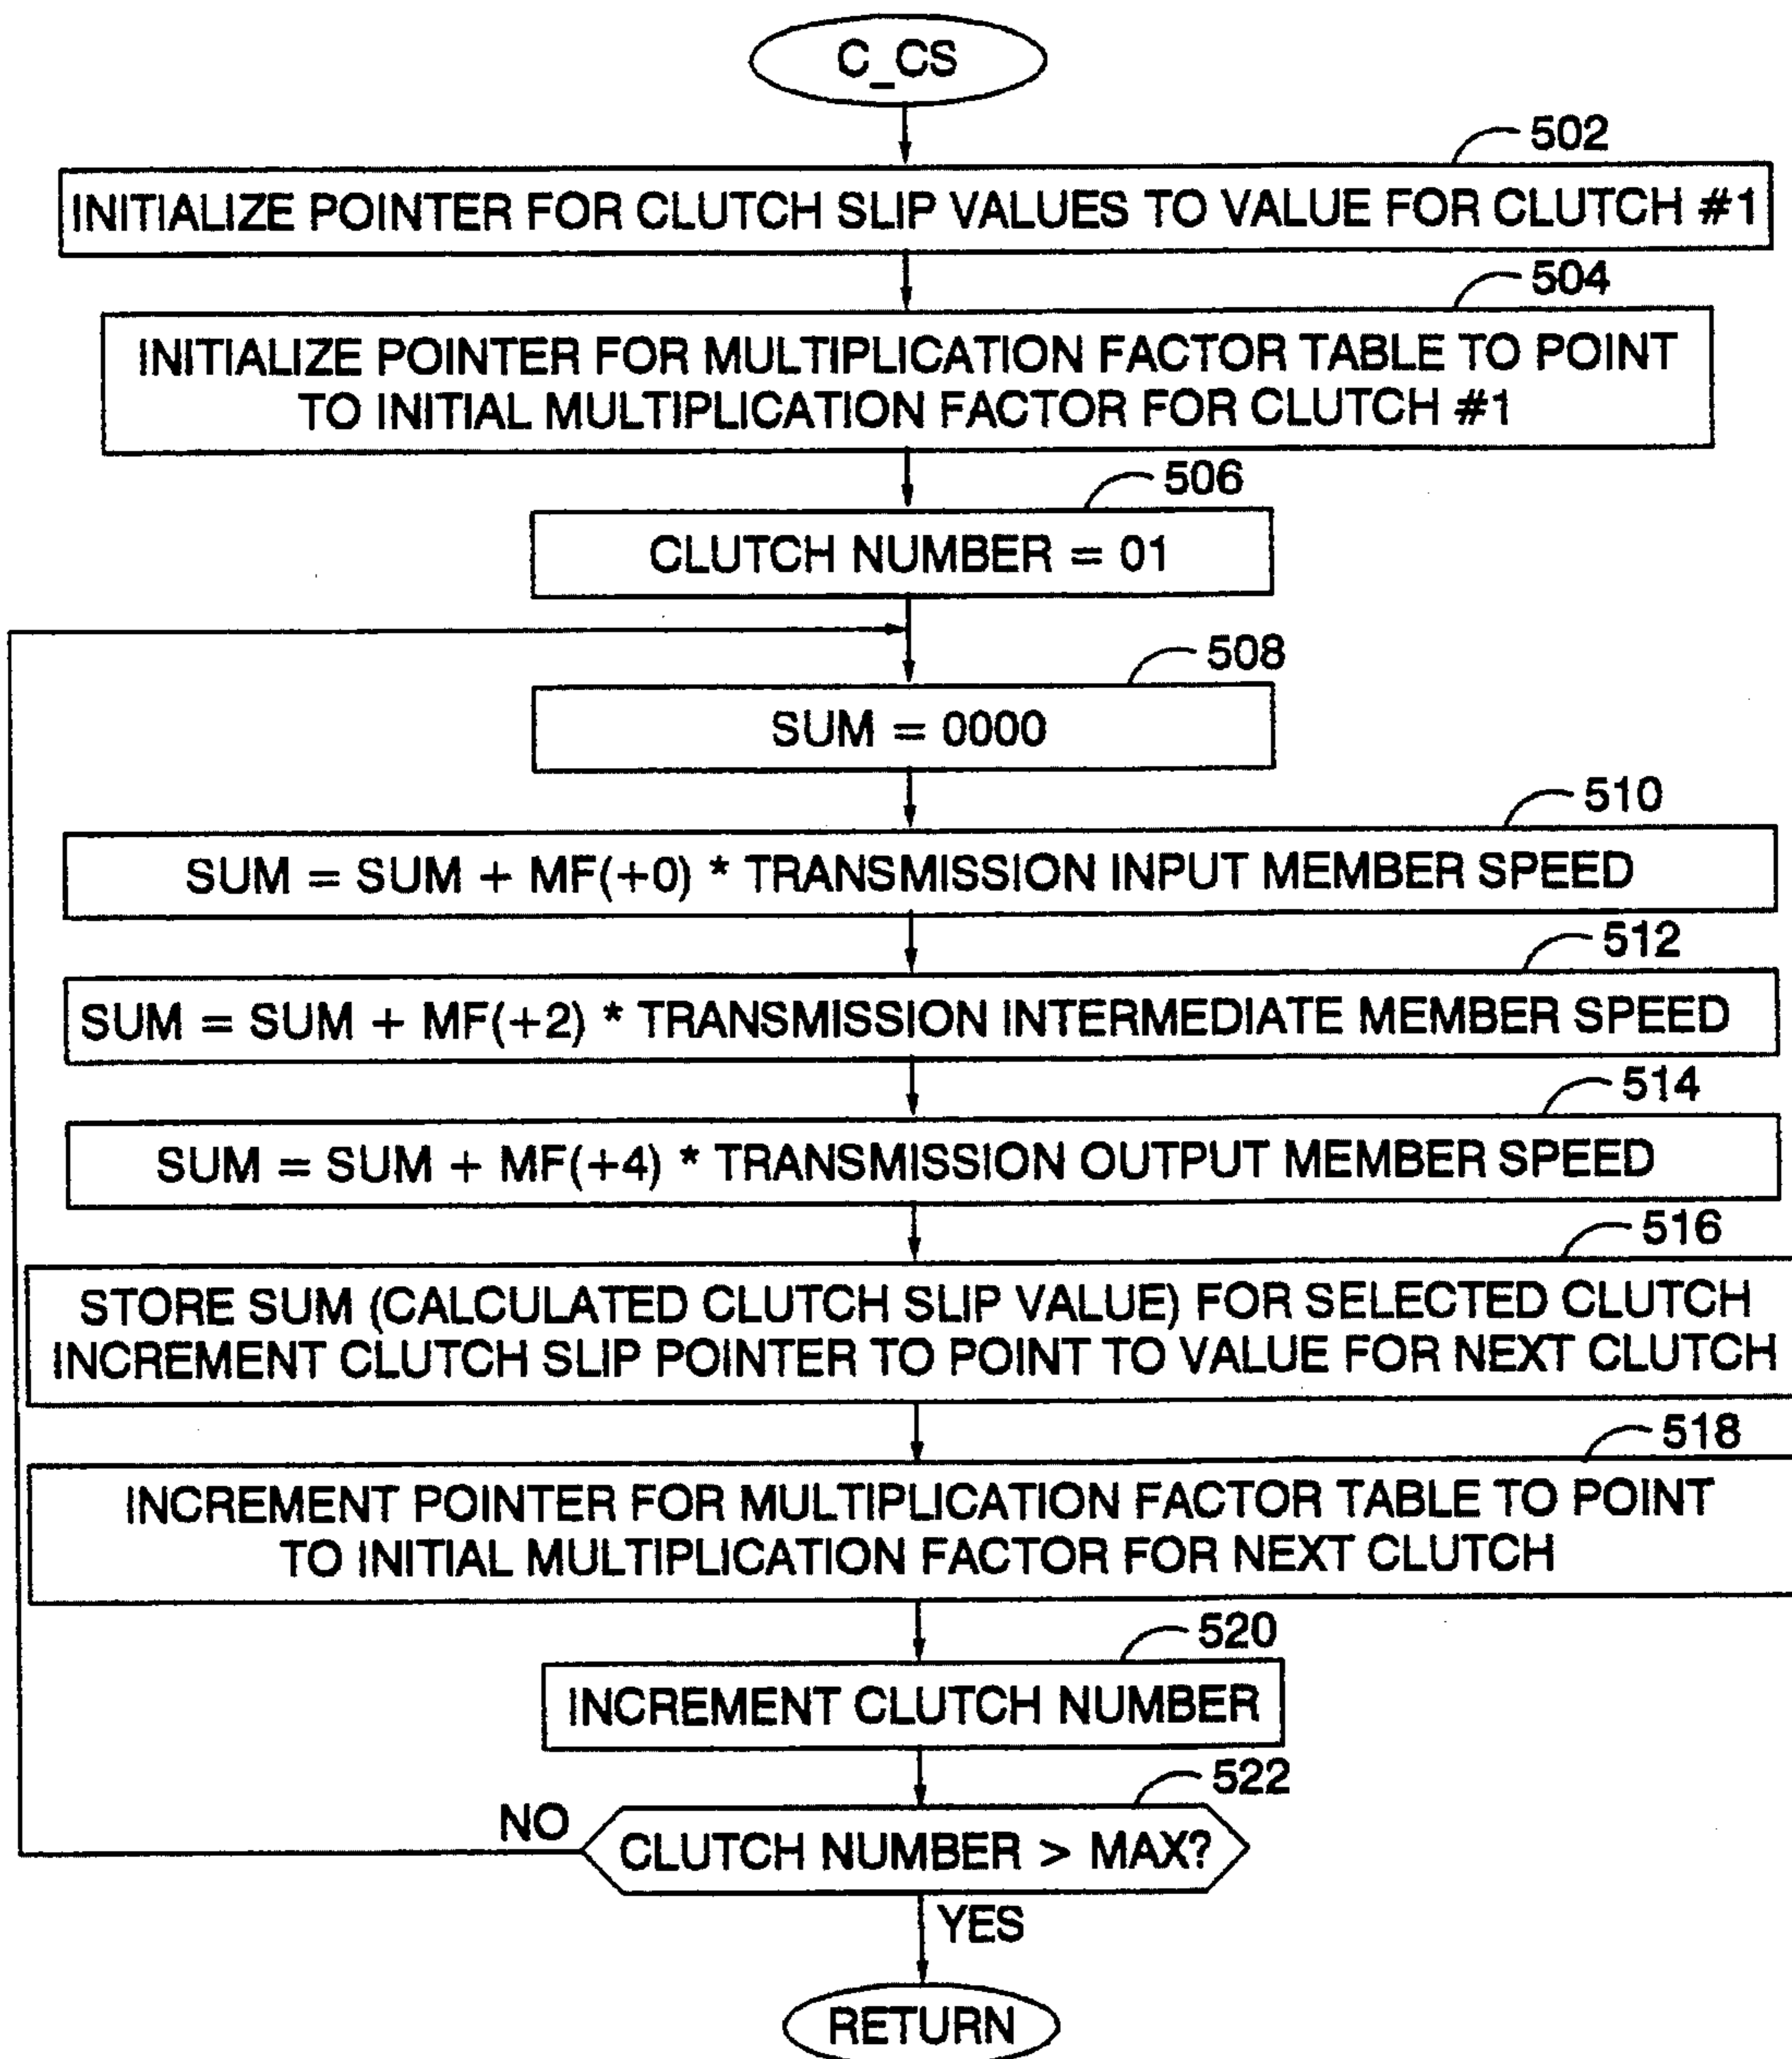 C_CS
502
INITIALIZE POINTER FOR CLUTCH SLIP VALUES TO VALUE FOR CLUTCH #1
504
INITIALIZE POINTER FOR MULTIPLICATION FACTOR TABLE TO POINT
TO INITIAL MULTIPLICATION FACTOR FOR CLUTCH #1
506
CLUTCH NUMBER = 01
508
SUM = 0000
510
SUM = SUM + MF(+0) * TRANSMISSION INPUT MEMBER SPEED
512
SUM = SUM + MF(+2) * TRANSMISSION INTERMEDIATE MEMBER SPEED
514
SUM = SUM + MF(+4) * TRANSMISSION OUTPUT MEMBER SPEED
516
STORE SUM (CALCULATED CLUTCH SLIP VALUE) FOR SELECTED CLUTCH
INCREMENT CLUTCH SLIP POINTER TO POINT TO VALUE FOR NEXT CLUTCH
518
INCREMENT POINTER FOR MULTIPLICATION FACTOR TABLE TO POINT
TO INITIAL MULTIPLICATION FACTOR FOR NEXT CLUTCH
520
INCREMENT CLUTCH NUMBER
522
NO
CLUTCH NUMBER > MAX?
YES
RETURN